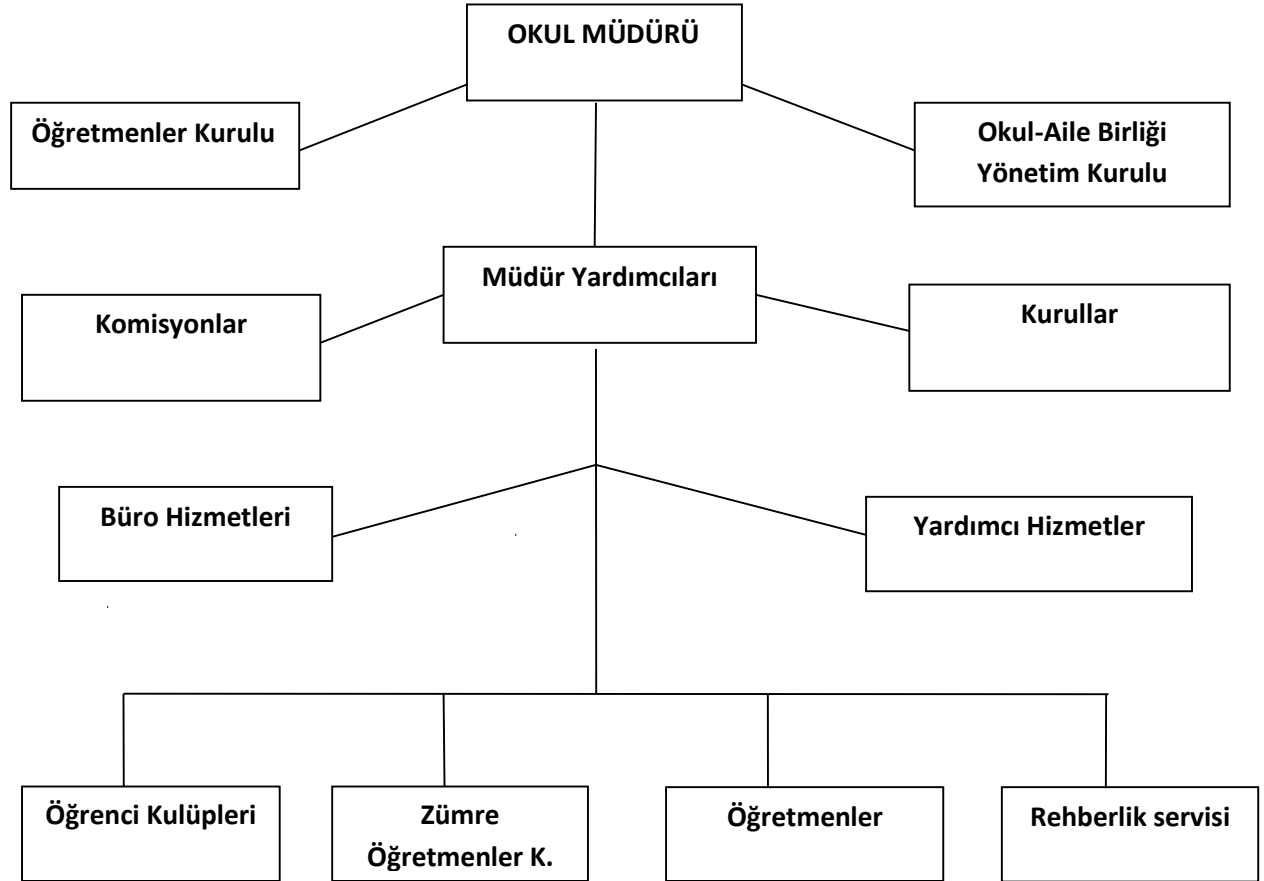 OKUL MÜDÜRÜ
Öğretmenler Kurulu
Okul-Aile Birliği
Yönetim Kurulu
Müdür Yardımcıları
Komisyonlar
Kurullar
Büro Hizmetleri
Yardımcı Hizmetler
Öğrenci Kulüpleri
Zümre
Öğretmenler K.
Öğretmenler
Rehberlik servisi